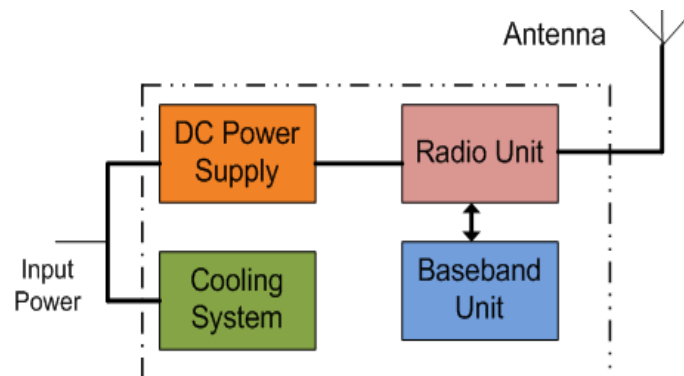 Antenna
DC Power
Supply
Radio Unit
Input
Power
Cooling
System
Baseband
Unit